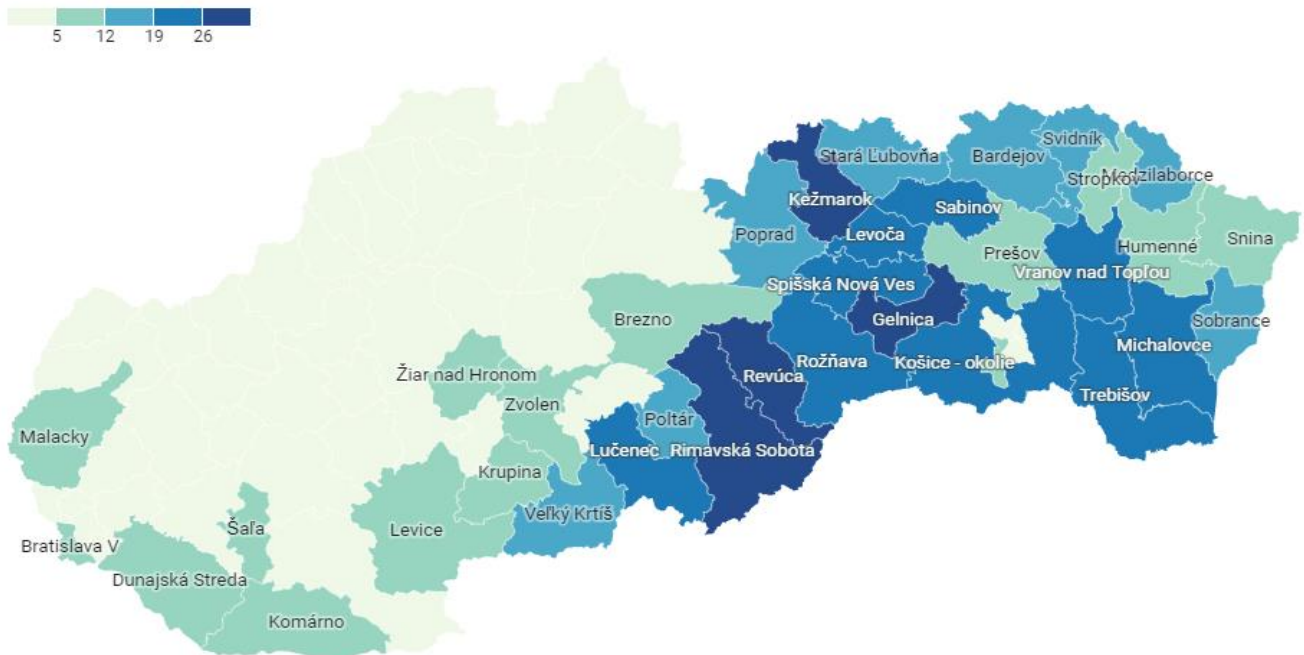 5 12 19 26
Svidník
Stará Ľubovňa
Bardejov
Medzilaborce
Stropkov
Kežmarok
Sabinov
Poprad
Levoča
Snina
Humenné
Prešov
Vranov nad Topľou
Spišská Nová Ves
Brezno
Gelnica
Sobrance
Michalovce
Rožňava
Košice - okolie
Žiar nad Hronom
Revúca
Trebišov
Zvolen
Poltár
Malacky
Lučenec
Rimavská Sobota
Krupina
Veľký Krtíš
Šaľa
Levice
Bratislava V
Dunajská Streda
Komárno